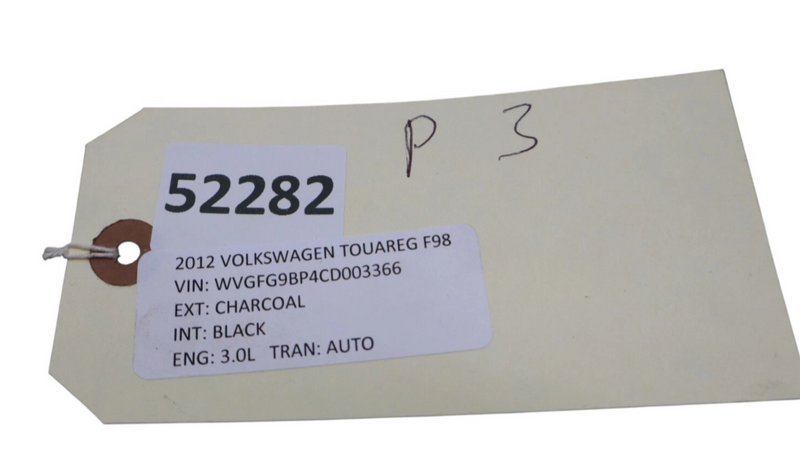 P 3
52282
2012 VOLKSWAGEN TOUAREG F98
VIN: WVGFG9BP4CD003366
EXT: CHARCOAL
INT: BLACK
ENG: 3.0L TRAN: AUTO